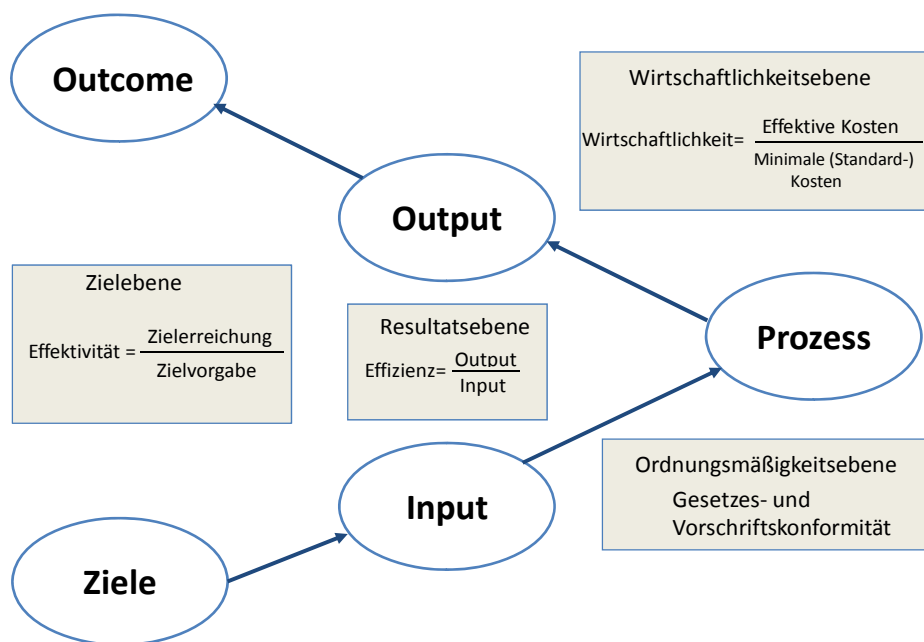 Outcome
Wirtschaftlichkeitsebene
Wirtschaftlichkeit= Effektive Kosten
Minimale (Standard-)
Kosten
Output
Zielebene
Effektivität = Zielerreichung
Zielvorgabe
Resultatsebene
Effizienz= Output
Input
Prozess
Ordnungsmäßigkeitsebene
Gesetzes- und
Vorschriftskonformität
Input
Ziele